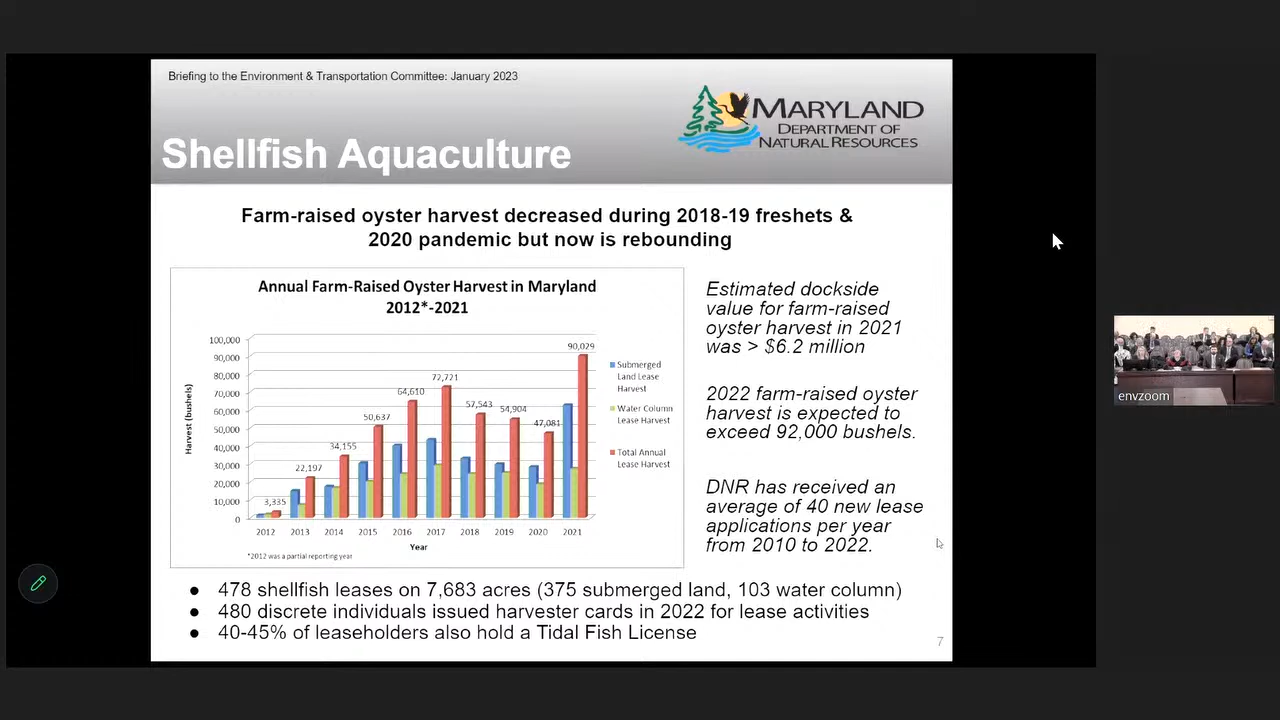 Briefing to the Environment & Transportation Committee: January 2023
MARYLAND
DEPARTMENT OF
NATURAL RESOURCES
Shellfish Aquaculture
Farm-raised oyster harvest decreased during 2018-19 freshets &
2020 pandemic but now is rebounding
Annual Farm-Raised Oyster Harvest in Maryland
2012*-2021
Harvest (bushels)
100,000
90,000
80,000
70,000
60,000
50,000
40,000
30,000
20,000
10,000
0
3,335
22,197
34,155
50,637
64,610
72,721
57,543
54,904
47,081
90,029
2012 2013 2014 2015 2016 2017 2018 2019 2020 2021
Year
*2012 was a partial reporting year
Submerged
Land Lease
Harvest
Water Column
Lease Harvest
Total Annual
Lease Harvest
Estimated dockside
value for farm-raised
oyster harvest in 2021
was > $6.2 million
2022 farm-raised oyster
harvest is expected to
exceed 92,000 bushels.
DNR has received an
average of 40 new lease
applications per year
from 2010 to 2022.
● 478 shellfish leases on 7,683 acres (375 submerged land, 103 water column)
● 480 discrete individuals issued harvester cards in 2022 for lease activities
● 40-45% of leaseholders also hold a Tidal Fish License
7
envzoom